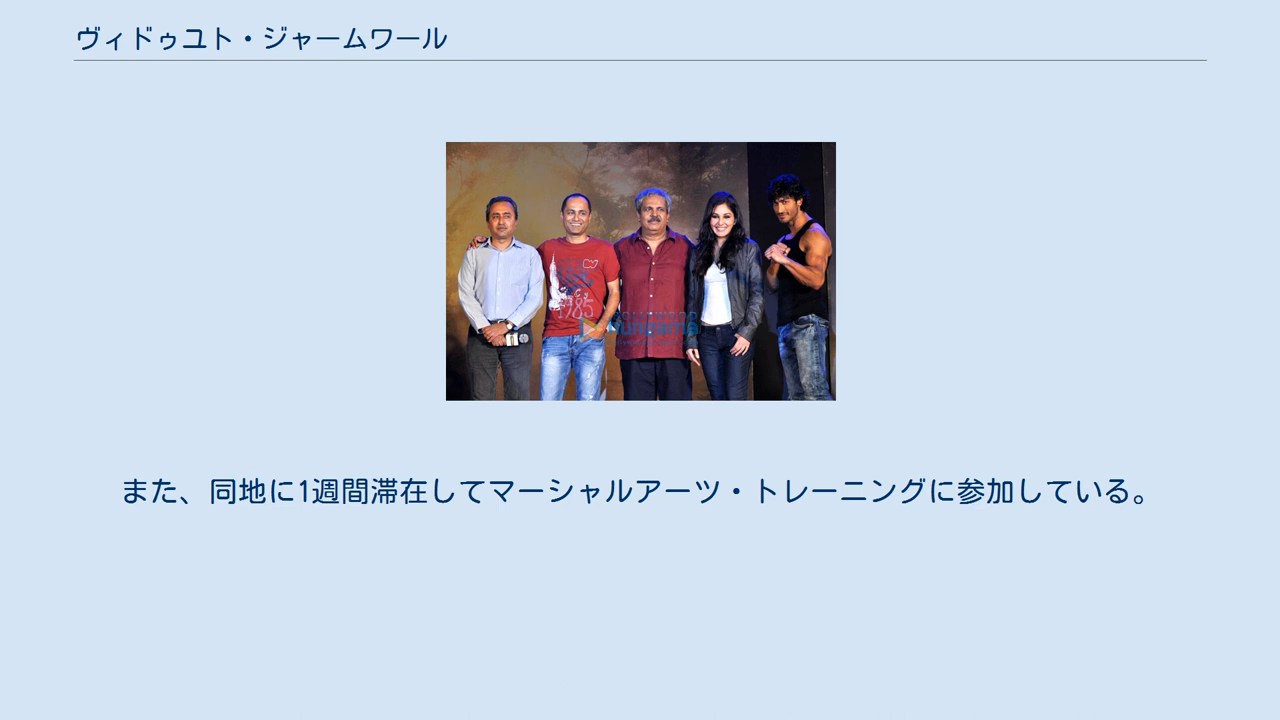 ヴィドゥユト・ジャームワール
1985
hungama
また、同地に1週間滞在してマーシャルアーツ・トレーニングに参加している。